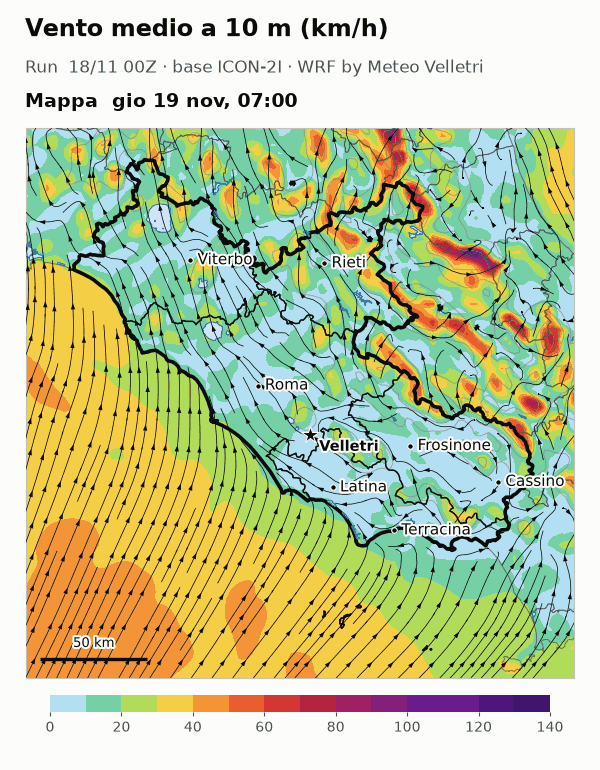 Vento medio a 10 m (km/h)
Run 18/11 00Z · base ICON-2I · WRF by Meteo Velletri
Mappa gio 19 nov, 07:00
Viterbo
Rieti
Roma
Velletri
Frosinone
Latina
Cassino
Terracina
50 km
0 20 40 60 80 100 120 140